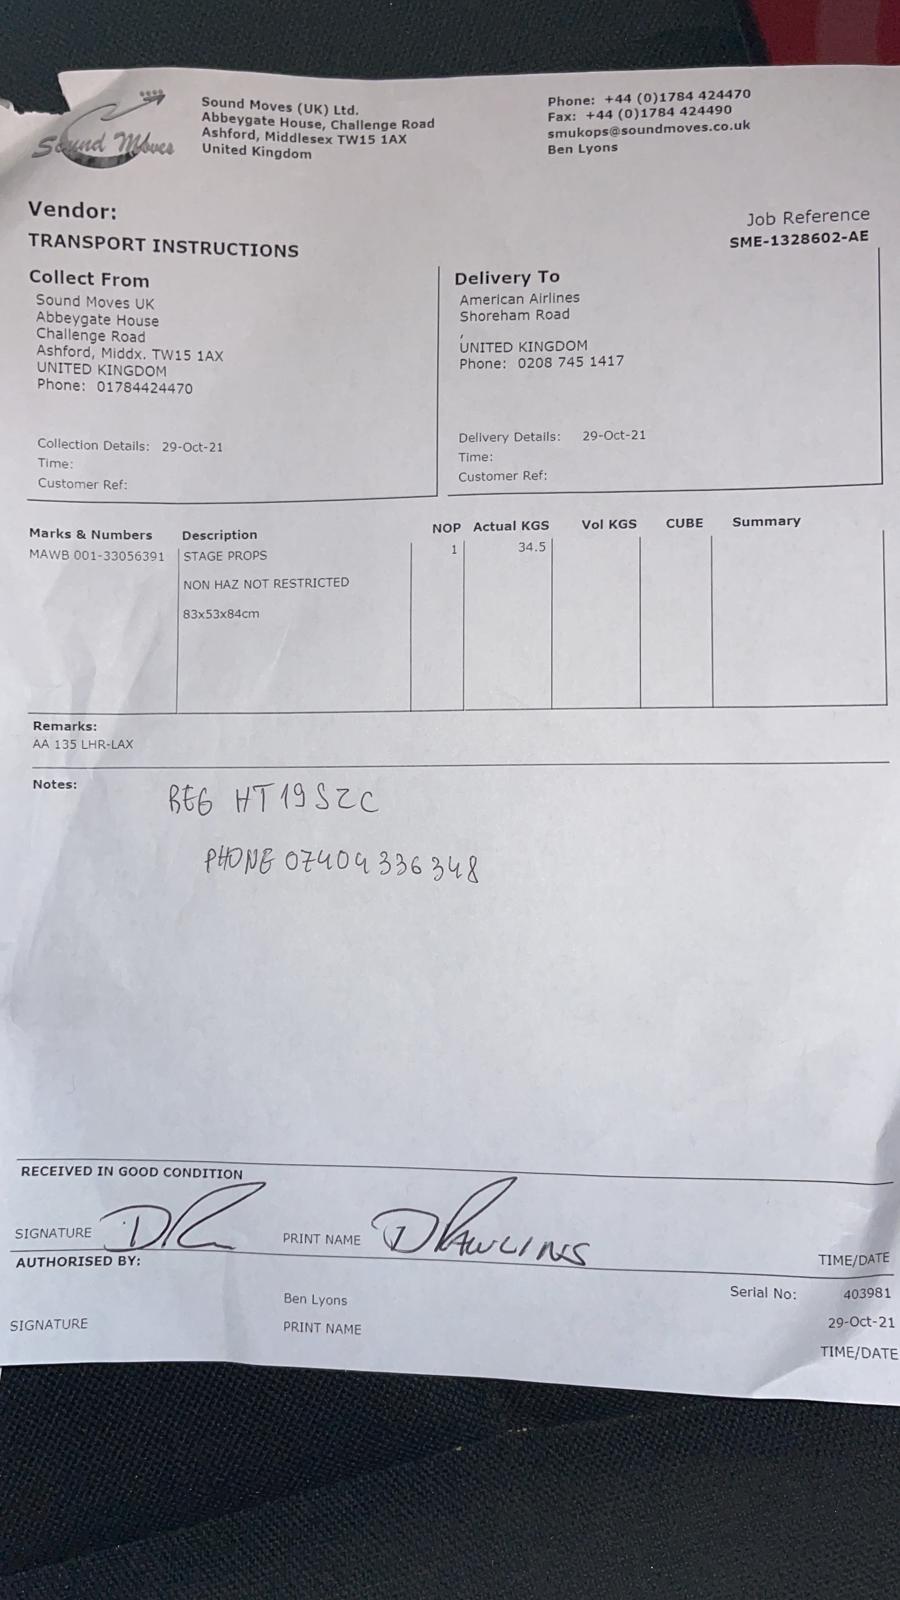 Sound Moves
Sound Moves (UK) Ltd.
Abbeygate House, Challenge Road
Ashford, Middlesex TW15 1AX
United Kingdom
Phone: +44 (0)1784 424470
Fax: +44 (0)1784 424490
smukops@soundmoves.co.uk
Ben Lyons
Vendor:
TRANSPORT INSTRUCTIONS
Job Reference
SME-1328602-AE
Collect From
Sound Moves UK
Abbeygate House
Challenge Road
Ashford, Middx. TW15 1AX
UNITED KINGDOM
Phone: 01784424470
Collection Details: 29-Oct-21
Time:
Customer Ref:
Delivery To
American Airlines
Shoreham Road
,
UNITED KINGDOM
Phone: 0208 745 1417
Delivery Details: 29-Oct-21
Time:
Customer Ref:
Marks & Numbers Description NOP Actual KGS Vol KGS CUBE Summary
MAWB 001-33056391 STAGE PROPS 1 34.5
NON HAZ NOT RESTRICTED
83x53x84cm
Remarks:
AA 135 LHR-LAX
Notes:
REG HT19SZC
PHONE 07404336348
RECEIVED IN GOOD CONDITION
SIGNATURE PRINT NAME D RAWLINS TIME/DATE
AUTHORISED BY:
Serial No: 403981
Ben Lyons 29-Oct-21
SIGNATURE PRINT NAME TIME/DATE